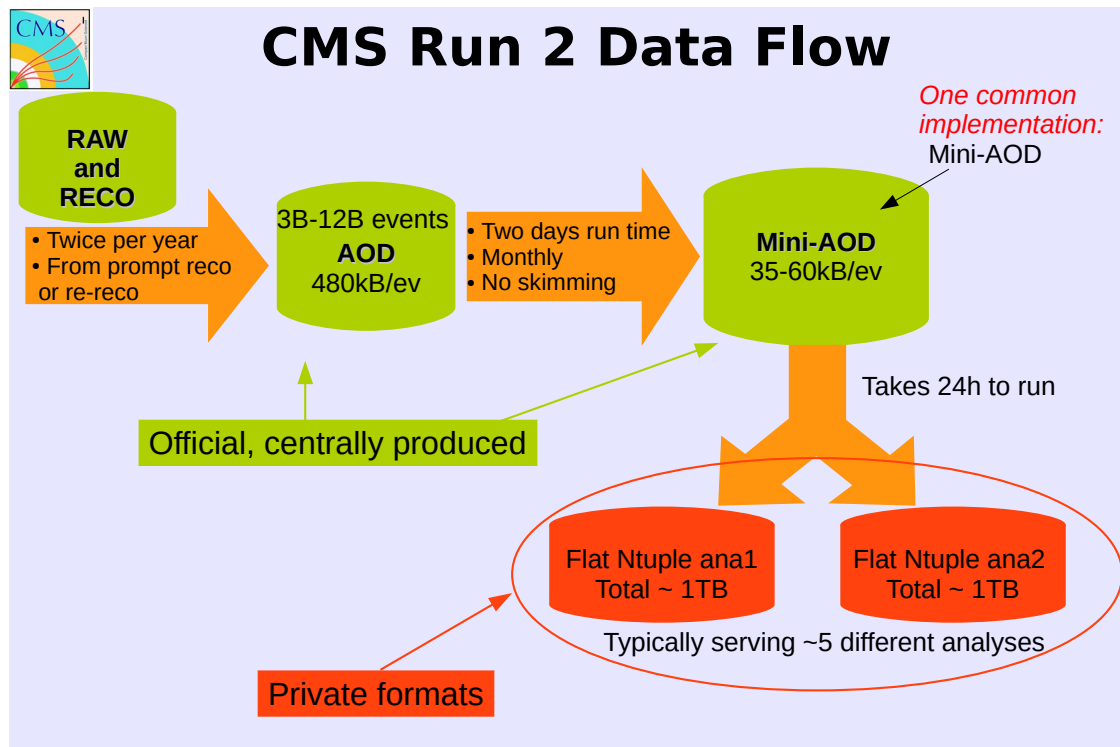 CMS
CMS Run 2 Data Flow
RAW
and
RECO
• Twice per year
• From prompt reco
or re-reco
3B-12B events
AOD
480kB/ev
• Two days run time
• Monthly
• No skimming
One common
implementation:
Mini-AOD
Mini-AOD
35-60kB/ev
Takes 24h to run
Official, centrally produced
Flat Ntuple ana1
Total ~ 1TB
Flat Ntuple ana2
Total ~ 1TB
Typically serving ~5 different analyses
Private formats